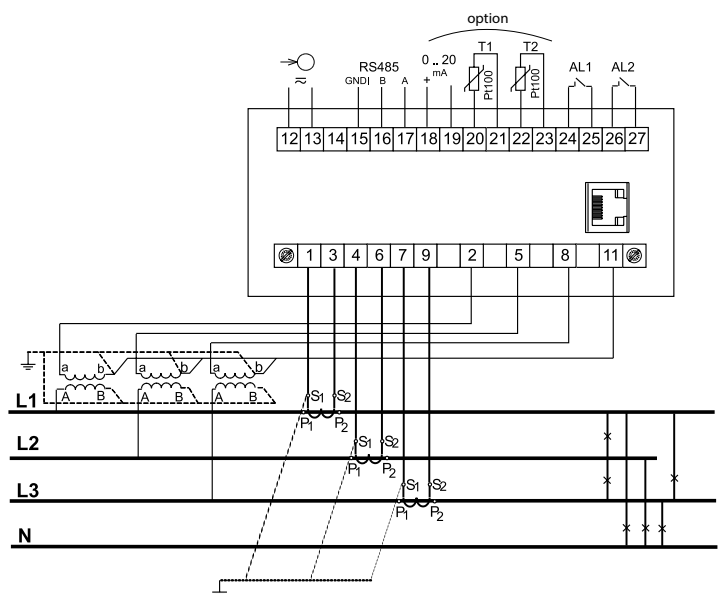 option
RS485
0 .. 20 mA
T1
T2
AL1
AL2
≂
GND B A
+
Pt100
Pt100
12 13 14 15 16 17 18 19 20 21 22 23 24 25 26 27
1 3 4 6 7 9 2 5 8 11
a b a b a b
A B A B A B
L1
S1 S2
P1 P2
L2
S1 S2
P1 P2
L3
S1 S2
P1 P2
N